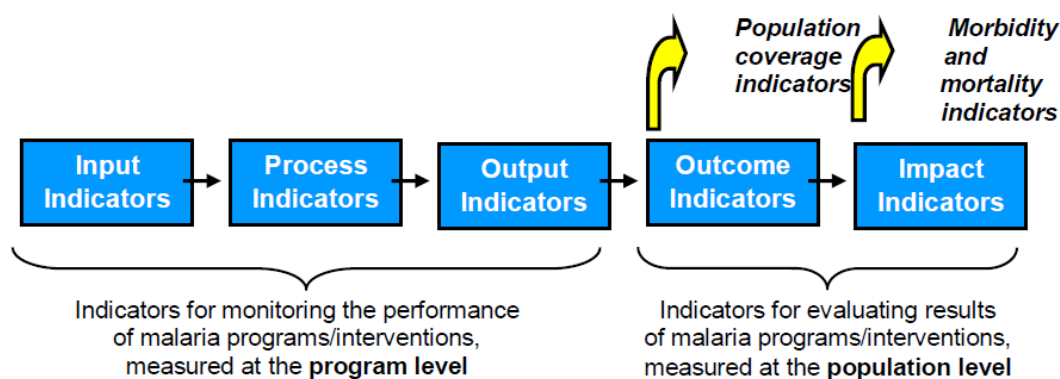 Population
coverage
indicators
Morbidity
and
mortality
indicators
Input
Indicators
Process
Indicators
Output
Indicators
Outcome
Indicators
Impact
Indicators
Indicators for monitoring the performance
of malaria programs/interventions,
measured at the program level
Indicators for evaluating results
of malaria programs/interventions,
measured at the population level